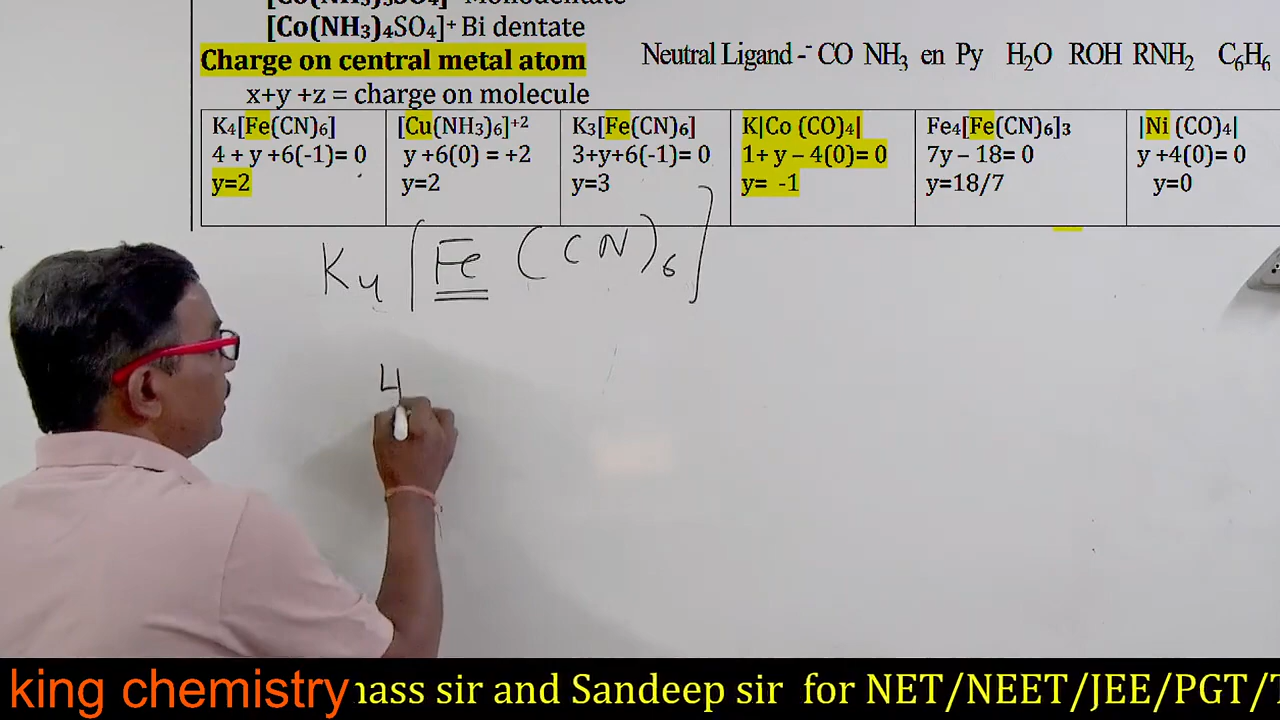 [Co(NH₃)₅SO₄]⁺ Monodentate
[Co(NH₃)₄SO₄]⁺ Bi dentate
Charge on central metal atom
Neutral Ligand -⁻ CO NH₃ en Py H₂O ROH RNH₂ C₆H₆
x+y +z = charge on molecule
K₄[Fe(CN)₆]
4 + y +6(-1)= 0
y=2
[Cu(NH₃)₆]⁺²
y +6(0) = +2
y=2
K₃[Fe(CN)₆]
3+y+6(-1)= 0
y=3
K|Co (CO)₄|
1+ y – 4(0)= 0
y= -1
Fe₄[Fe(CN)₆]₃
7y – 18= 0
y=18/7
|Ni (CO)₄|
y +4(0)= 0
y=0
K₄[Fe(CN)₆]
4
king chemistry
sir and Sandeep sir for NET/NEET/JEE/PGT/